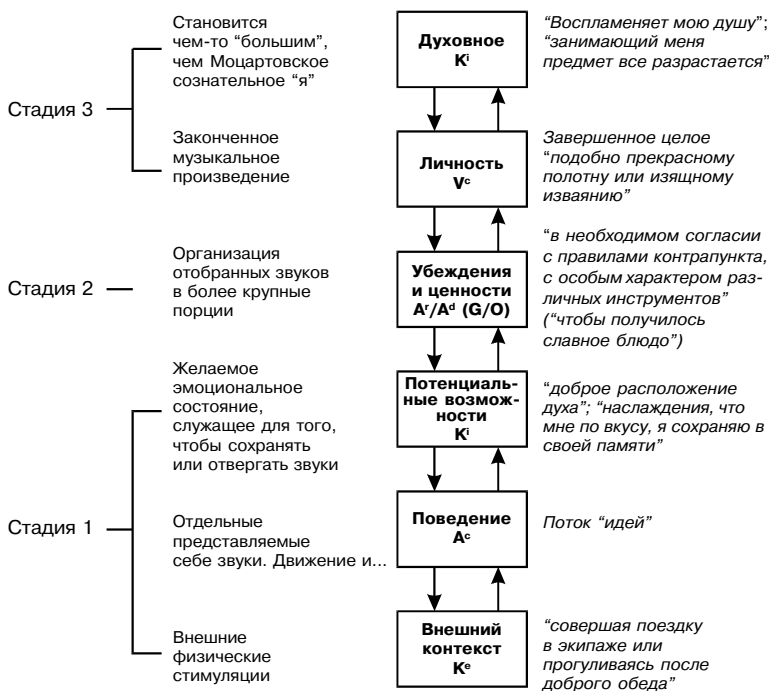 Становится
чем-то “большим”,
чем Моцартовское
сознательное “я”
Духовное
Kⁱ
“Воспламеняет мою душу”;
“занимающий меня
предмет все разрастается”
Стадия 3
Законченное
музыкальное
произведение
Личность
Vᶜ
Завершенное целое
“подобно прекрасному
полотну или изящному
изваянию”
Стадия 2
Организация
отобранных звуков
в более крупные
порции
Убеждения
и ценности
Aʳ/Aᵈ (G/O)
“в необходимом согласии
с правилами контрапункта,
с особым характером раз-
личных инструментов”
(“чтобы получилось
славное блюдо”)
Желаемое
эмоциональное
состояние,
служащее для того,
чтобы сохранять
или отвергать звуки
Потенциаль-
ные возмож-
ности
Kⁱ
“доброе расположение
духа”; “наслаждения, что
мне по вкусу, я сохраняю в
своей памяти”
Стадия 1
Отдельные
представляемые
себе звуки. Движение и...
Поведение
Aᶜ
Поток “идей”
Внешние
физические
стимуляции
Внешний
контекст
Kᵉ
“совершая поездку
в экипаже или
прогуливаясь после
доброго обеда”